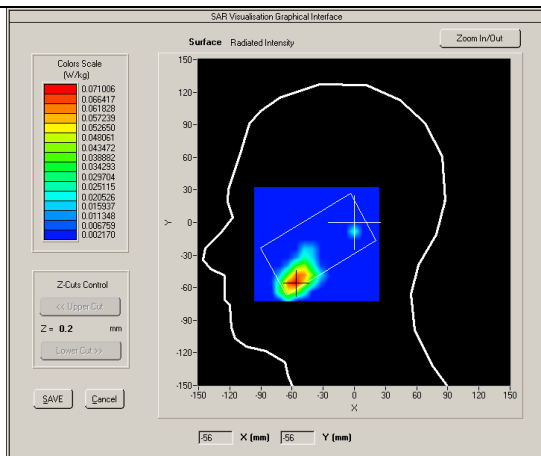 SAR Visualisation Graphical Interface
Surface Radiated Intensity
Zoom In/Out
Colors Scale
(W/kg)
0.071006
0.066417
0.061828
0.057239
0.052650
0.048061
0.043472
0.038882
0.034293
0.029704
0.025115
0.020526
0.015937
0.011348
0.006759
0.002170
Z-Cuts Control
<< Upper Cut
Z = 0.2 mm
Lower Cut >>
SAVE Cancel
150-
120-
90-
60-
30-
0-
-30-
-60-
-90-
-120-
-150-
Y
-150 -120 -90 -60 -30 0 30 60 90 120 150
X
-56 X (mm) -56 Y (mm)